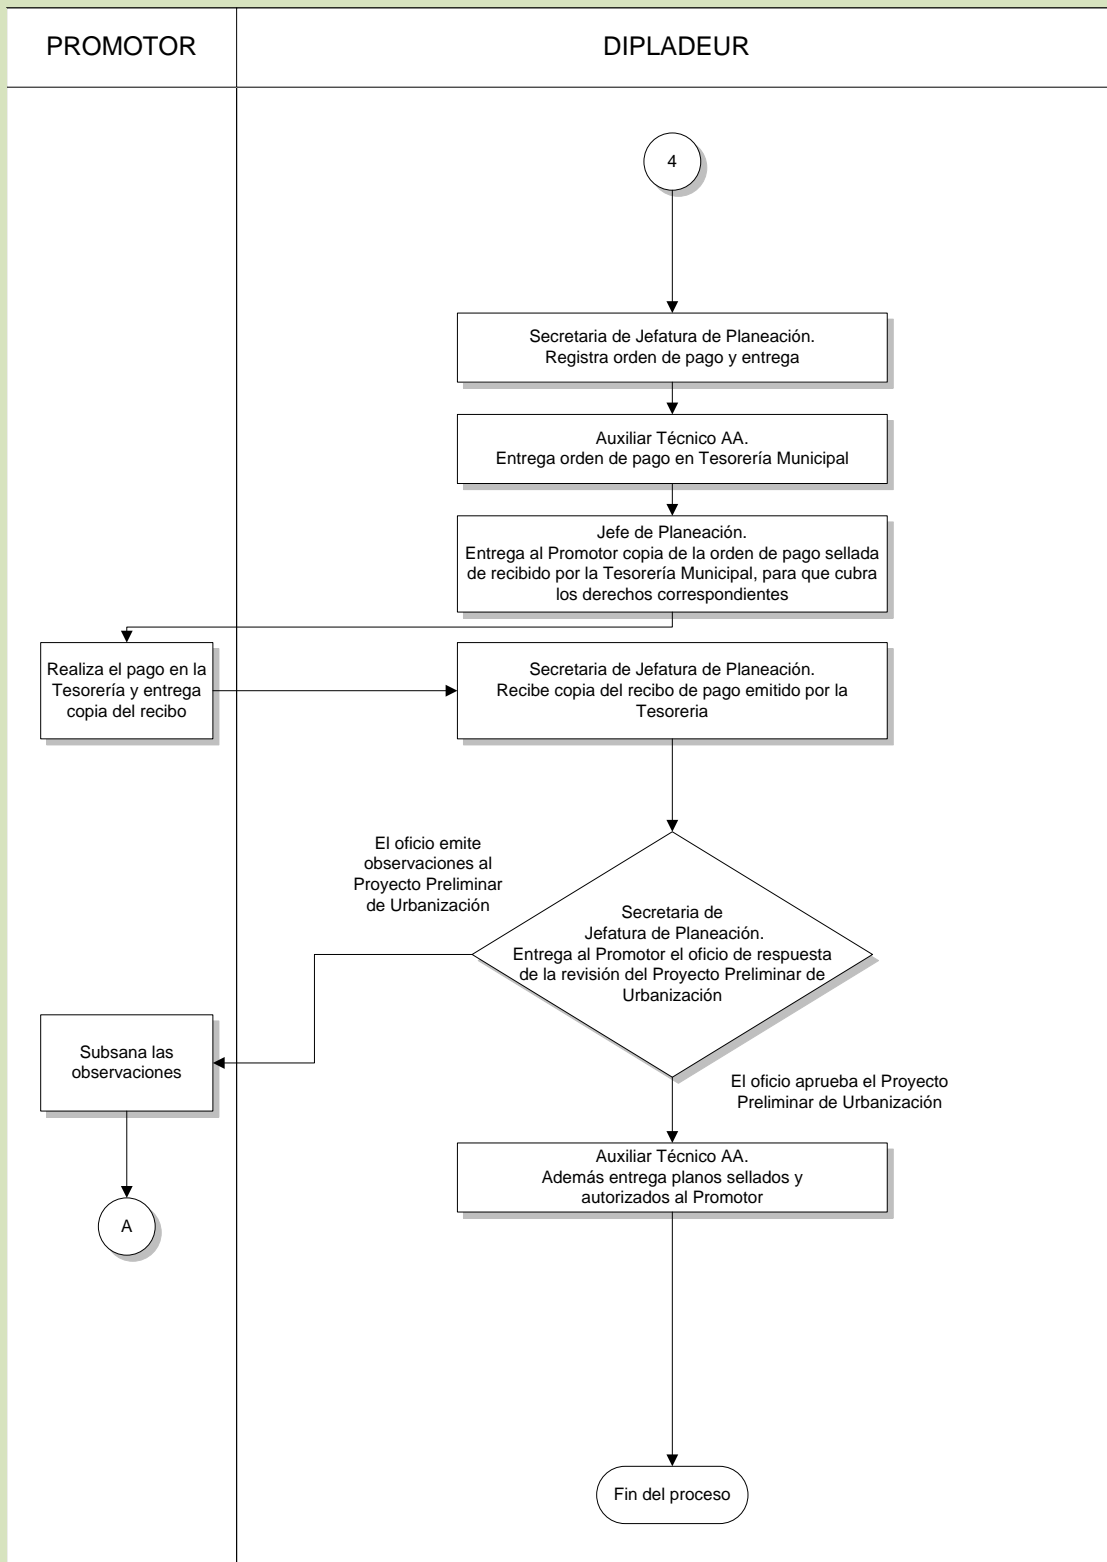 PROMOTOR
DIPLADEUR
4
Secretaria de Jefatura de Planeación.
Registra orden de pago y entrega
Auxiliar Técnico AA.
Entrega orden de pago en Tesorería Municipal
Jefe de Planeación.
Entrega al Promotor copia de la orden de pago sellada
de recibido por la Tesorería Municipal, para que cubra
los derechos correspondientes
Realiza el pago en la
Tesorería y entrega
copia del recibo
Secretaria de Jefatura de Planeación.
Recibe copia del recibo de pago emitido por la
Tesoreria
El oficio emite
observaciones al
Proyecto Preliminar
de Urbanización
Secretaria de
Jefatura de Planeación.
Entrega al Promotor el oficio de respuesta
de la revisión del Proyecto Preliminar de
Urbanización
Subsana las
observaciones
El oficio aprueba el Proyecto
Preliminar de Urbanización
Auxiliar Técnico AA.
Además entrega planos sellados y
autorizados al Promotor
A
Fin del proceso